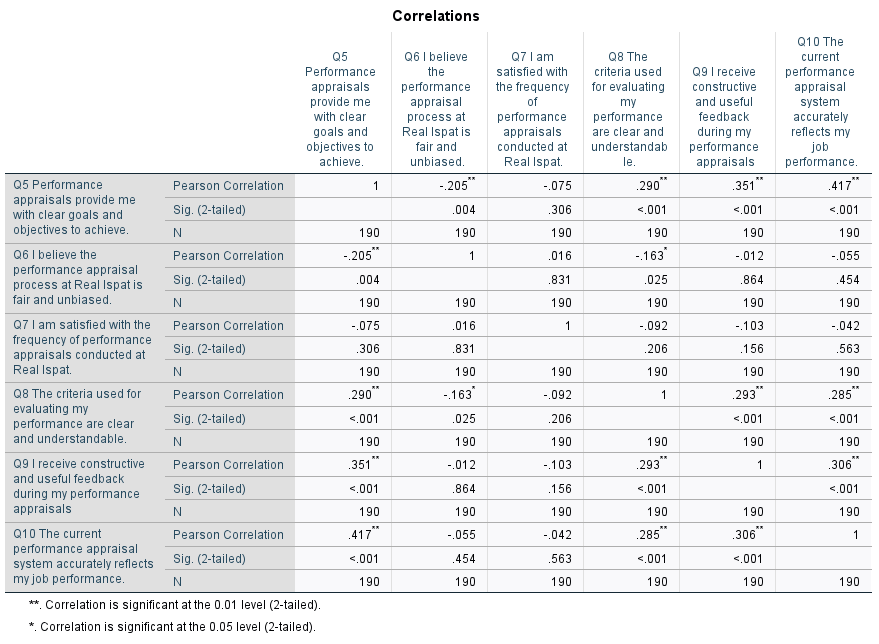 Correlations
Q5 Performance appraisals provide me with clear goals and objectives to achieve. Q6 I believe the performance appraisal process at Real Ispat is fair and unbiased. Q7 I am satisfied with the frequency of performance appraisals conducted at Real Ispat. Q8 The criteria used for evaluating my performance are clear and understandab le. Q9 I receive constructive and useful feedback during my performance appraisals Q10 The current performance appraisal system accurately reflects my job performance.
Q5 Performance appraisals provide me with clear goals and objectives to achieve. Pearson Correlation 1 -.205** -.075 .290** .351** .417**
Sig. (2-tailed) .004 .306 <.001 <.001 <.001
N 190 190 190 190 190 190
Q6 I believe the performance appraisal process at Real Ispat is fair and unbiased. Pearson Correlation -.205** 1 .016 -.163* -.012 -.055
Sig. (2-tailed) .004 .831 .025 .864 .454
N 190 190 190 190 190 190
Q7 I am satisfied with the frequency of performance appraisals conducted at Real Ispat. Pearson Correlation -.075 .016 1 -.092 -.103 -.042
Sig. (2-tailed) .306 .831 .206 .156 .563
N 190 190 190 190 190 190
Q8 The criteria used for evaluating my performance are clear and understandable. Pearson Correlation .290** -.163* -.092 1 .293** .285**
Sig. (2-tailed) <.001 .025 .206 <.001 <.001
N 190 190 190 190 190 190
Q9 I receive constructive and useful feedback during my performance appraisals Pearson Correlation .351** -.012 -.103 .293** 1 .306**
Sig. (2-tailed) <.001 .864 .156 <.001 <.001
N 190 190 190 190 190 190
Q10 The current performance appraisal system accurately reflects my job performance. Pearson Correlation .417** -.055 -.042 .285** .306** 1
Sig. (2-tailed) <.001 .454 .563 <.001 <.001
N 190 190 190 190 190 190
**. Correlation is significant at the 0.01 level (2-tailed).
*. Correlation is significant at the 0.05 level (2-tailed).